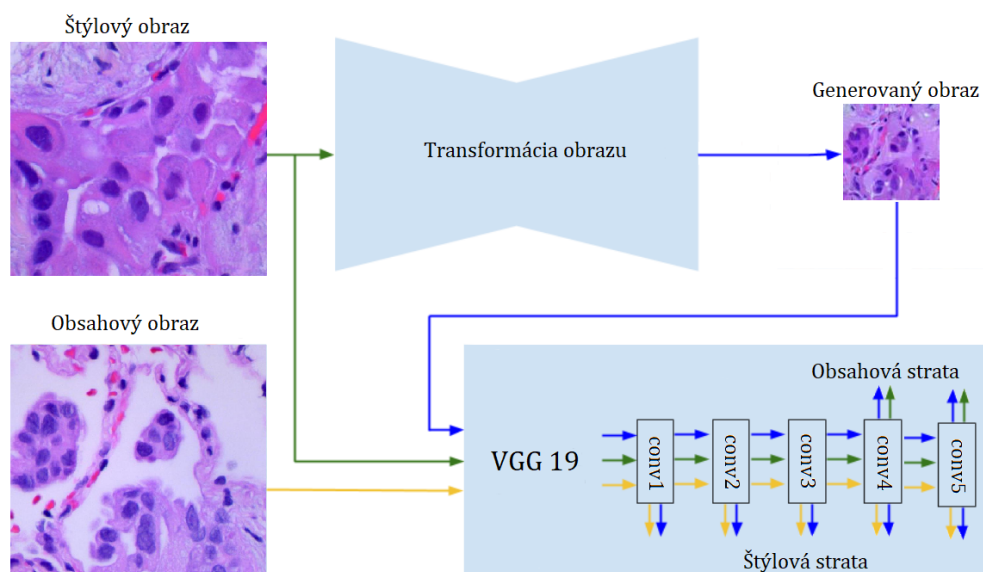 Štýlový obraz
Transformácia obrazu
Generovaný obraz
Obsahový obraz
Obsahová strata
VGG 19
conv1
conv2
conv3
conv4
conv5
Štýlová strata